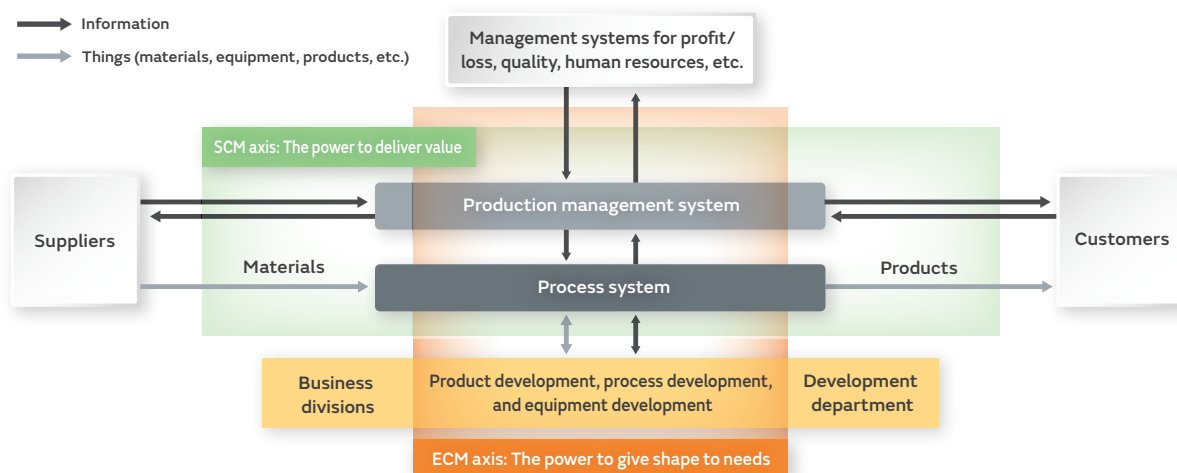 Information
Things (materials, equipment, products, etc.)
Management systems for profit/
loss, quality, human resources, etc.
SCM axis: The power to deliver value
Suppliers
Production management system
Customers
Materials
Process system
Products
Business
divisions
Product development, process development,
and equipment development
Development
department
ECM axis: The power to give shape to needs